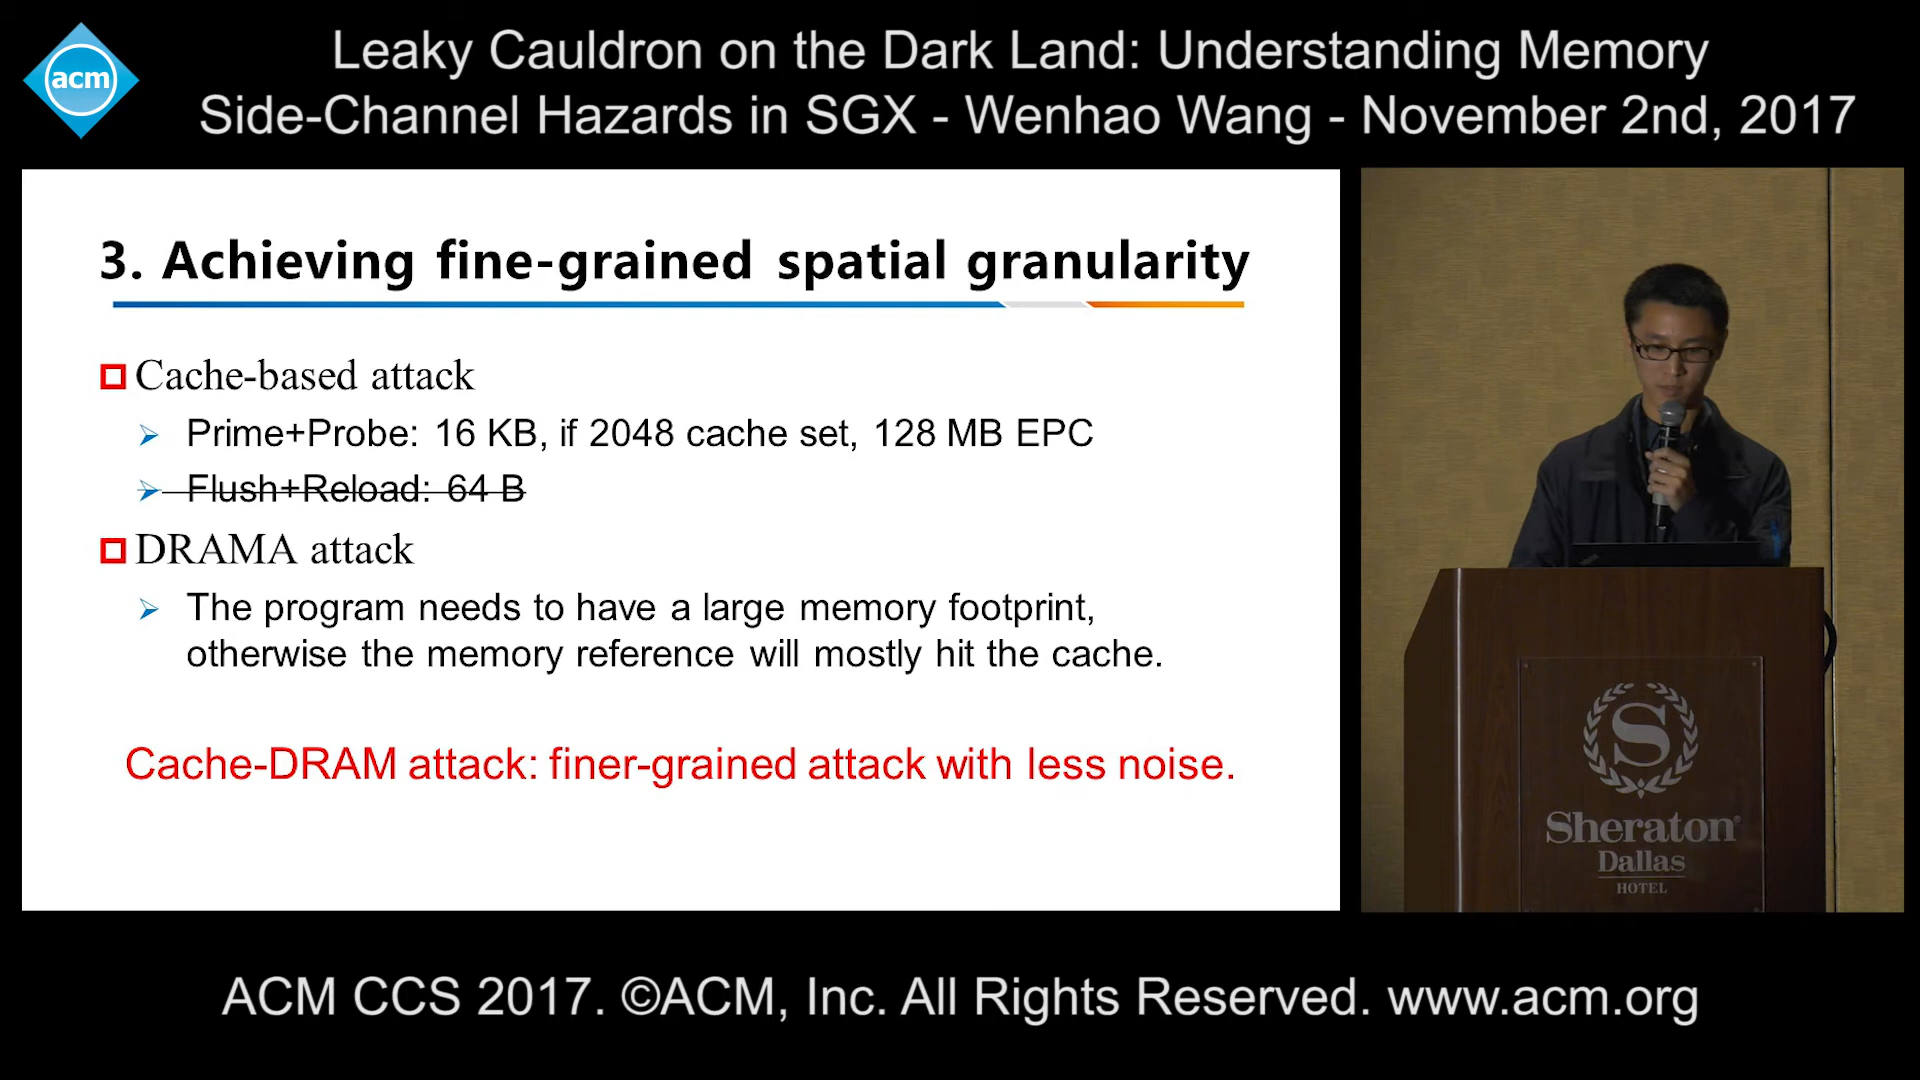 acm
Leaky Cauldron on the Dark Land: Understanding Memory
Side-Channel Hazards in SGX - Wenhao Wang - November 2nd, 2017
3. Achieving fine-grained spatial granularity
Cache-based attack
Prime+Probe: 16 KB, if 2048 cache set, 128 MB EPC
Flush+Reload: 64 B
DRAMA attack
The program needs to have a large memory footprint,
otherwise the memory reference will mostly hit the cache.
Cache-DRAM attack: finer-grained attack with less noise.
S
Sheraton®
Dallas
HOTEL
ACM CCS 2017. ©ACM, Inc. All Rights Reserved. www.acm.org